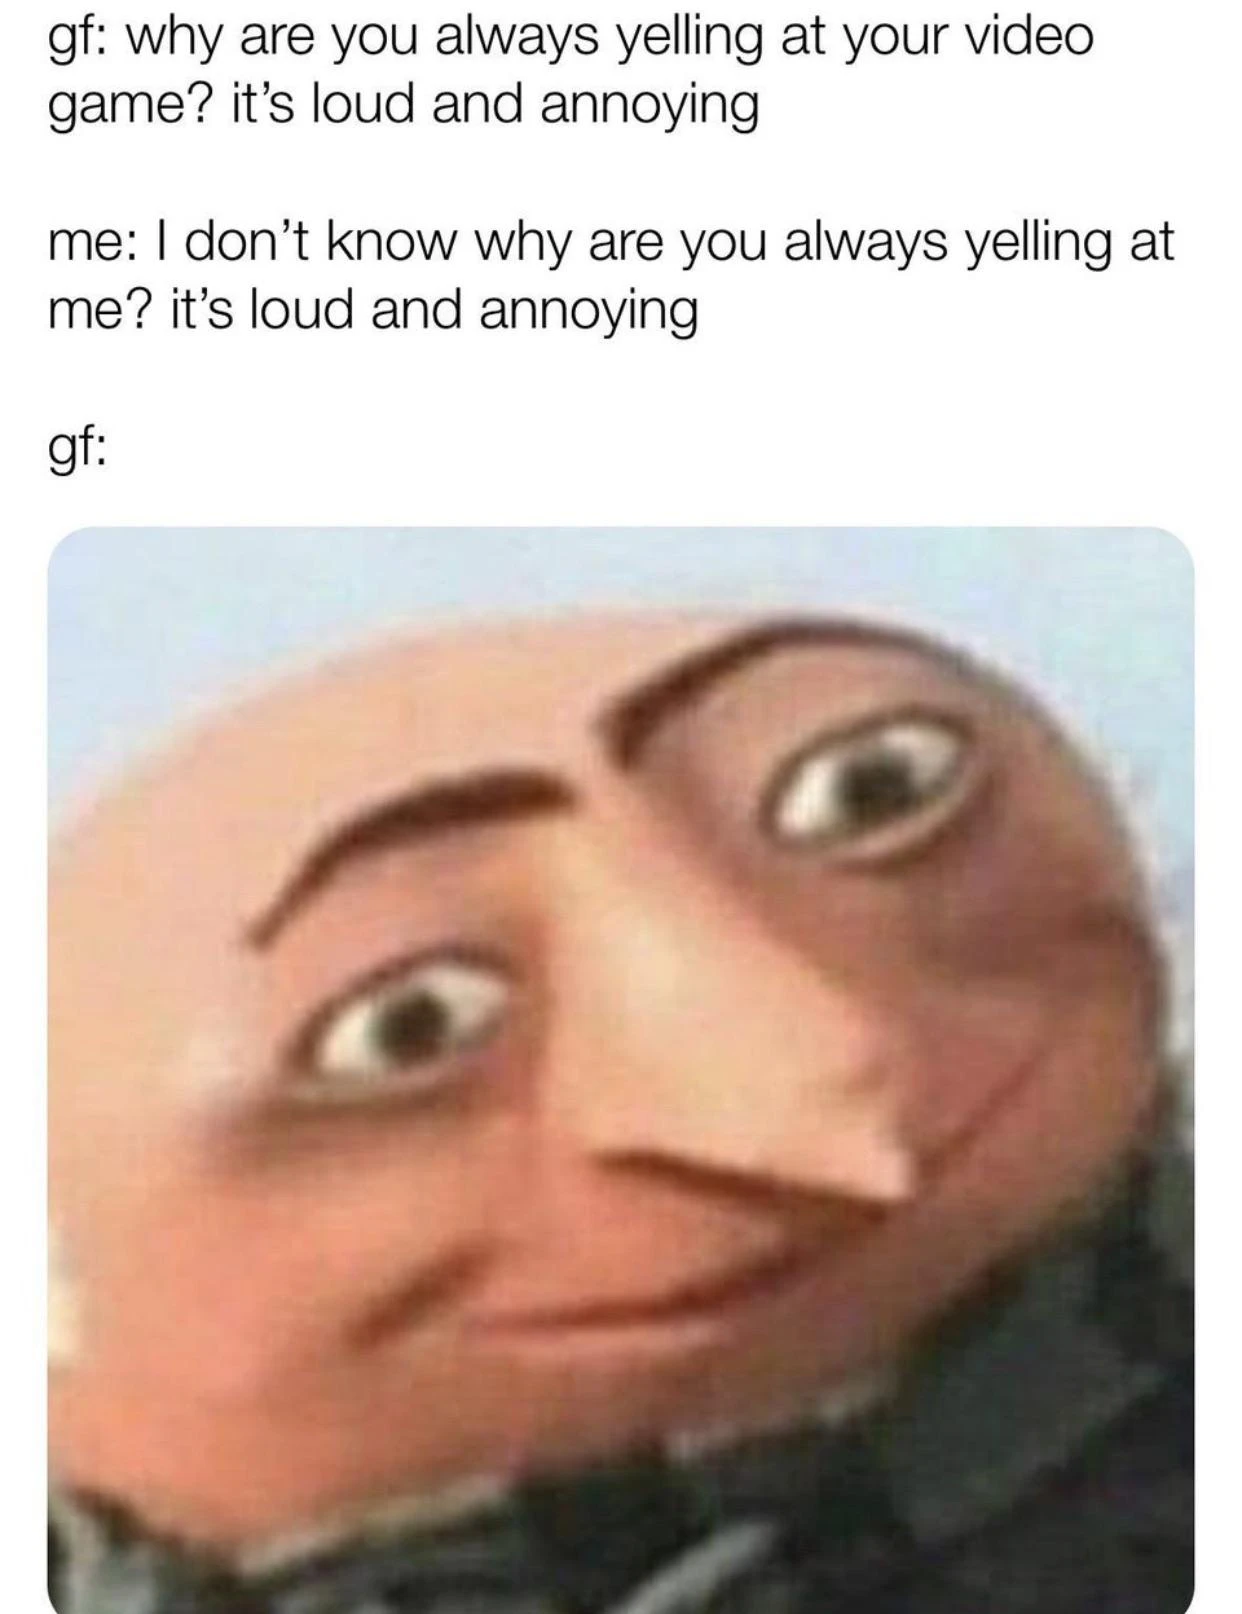 gf: why are you always yelling at your video
game? it’s loud and annoying
me: I don’t know why are you always yelling at
me? it’s loud and annoying
gf: